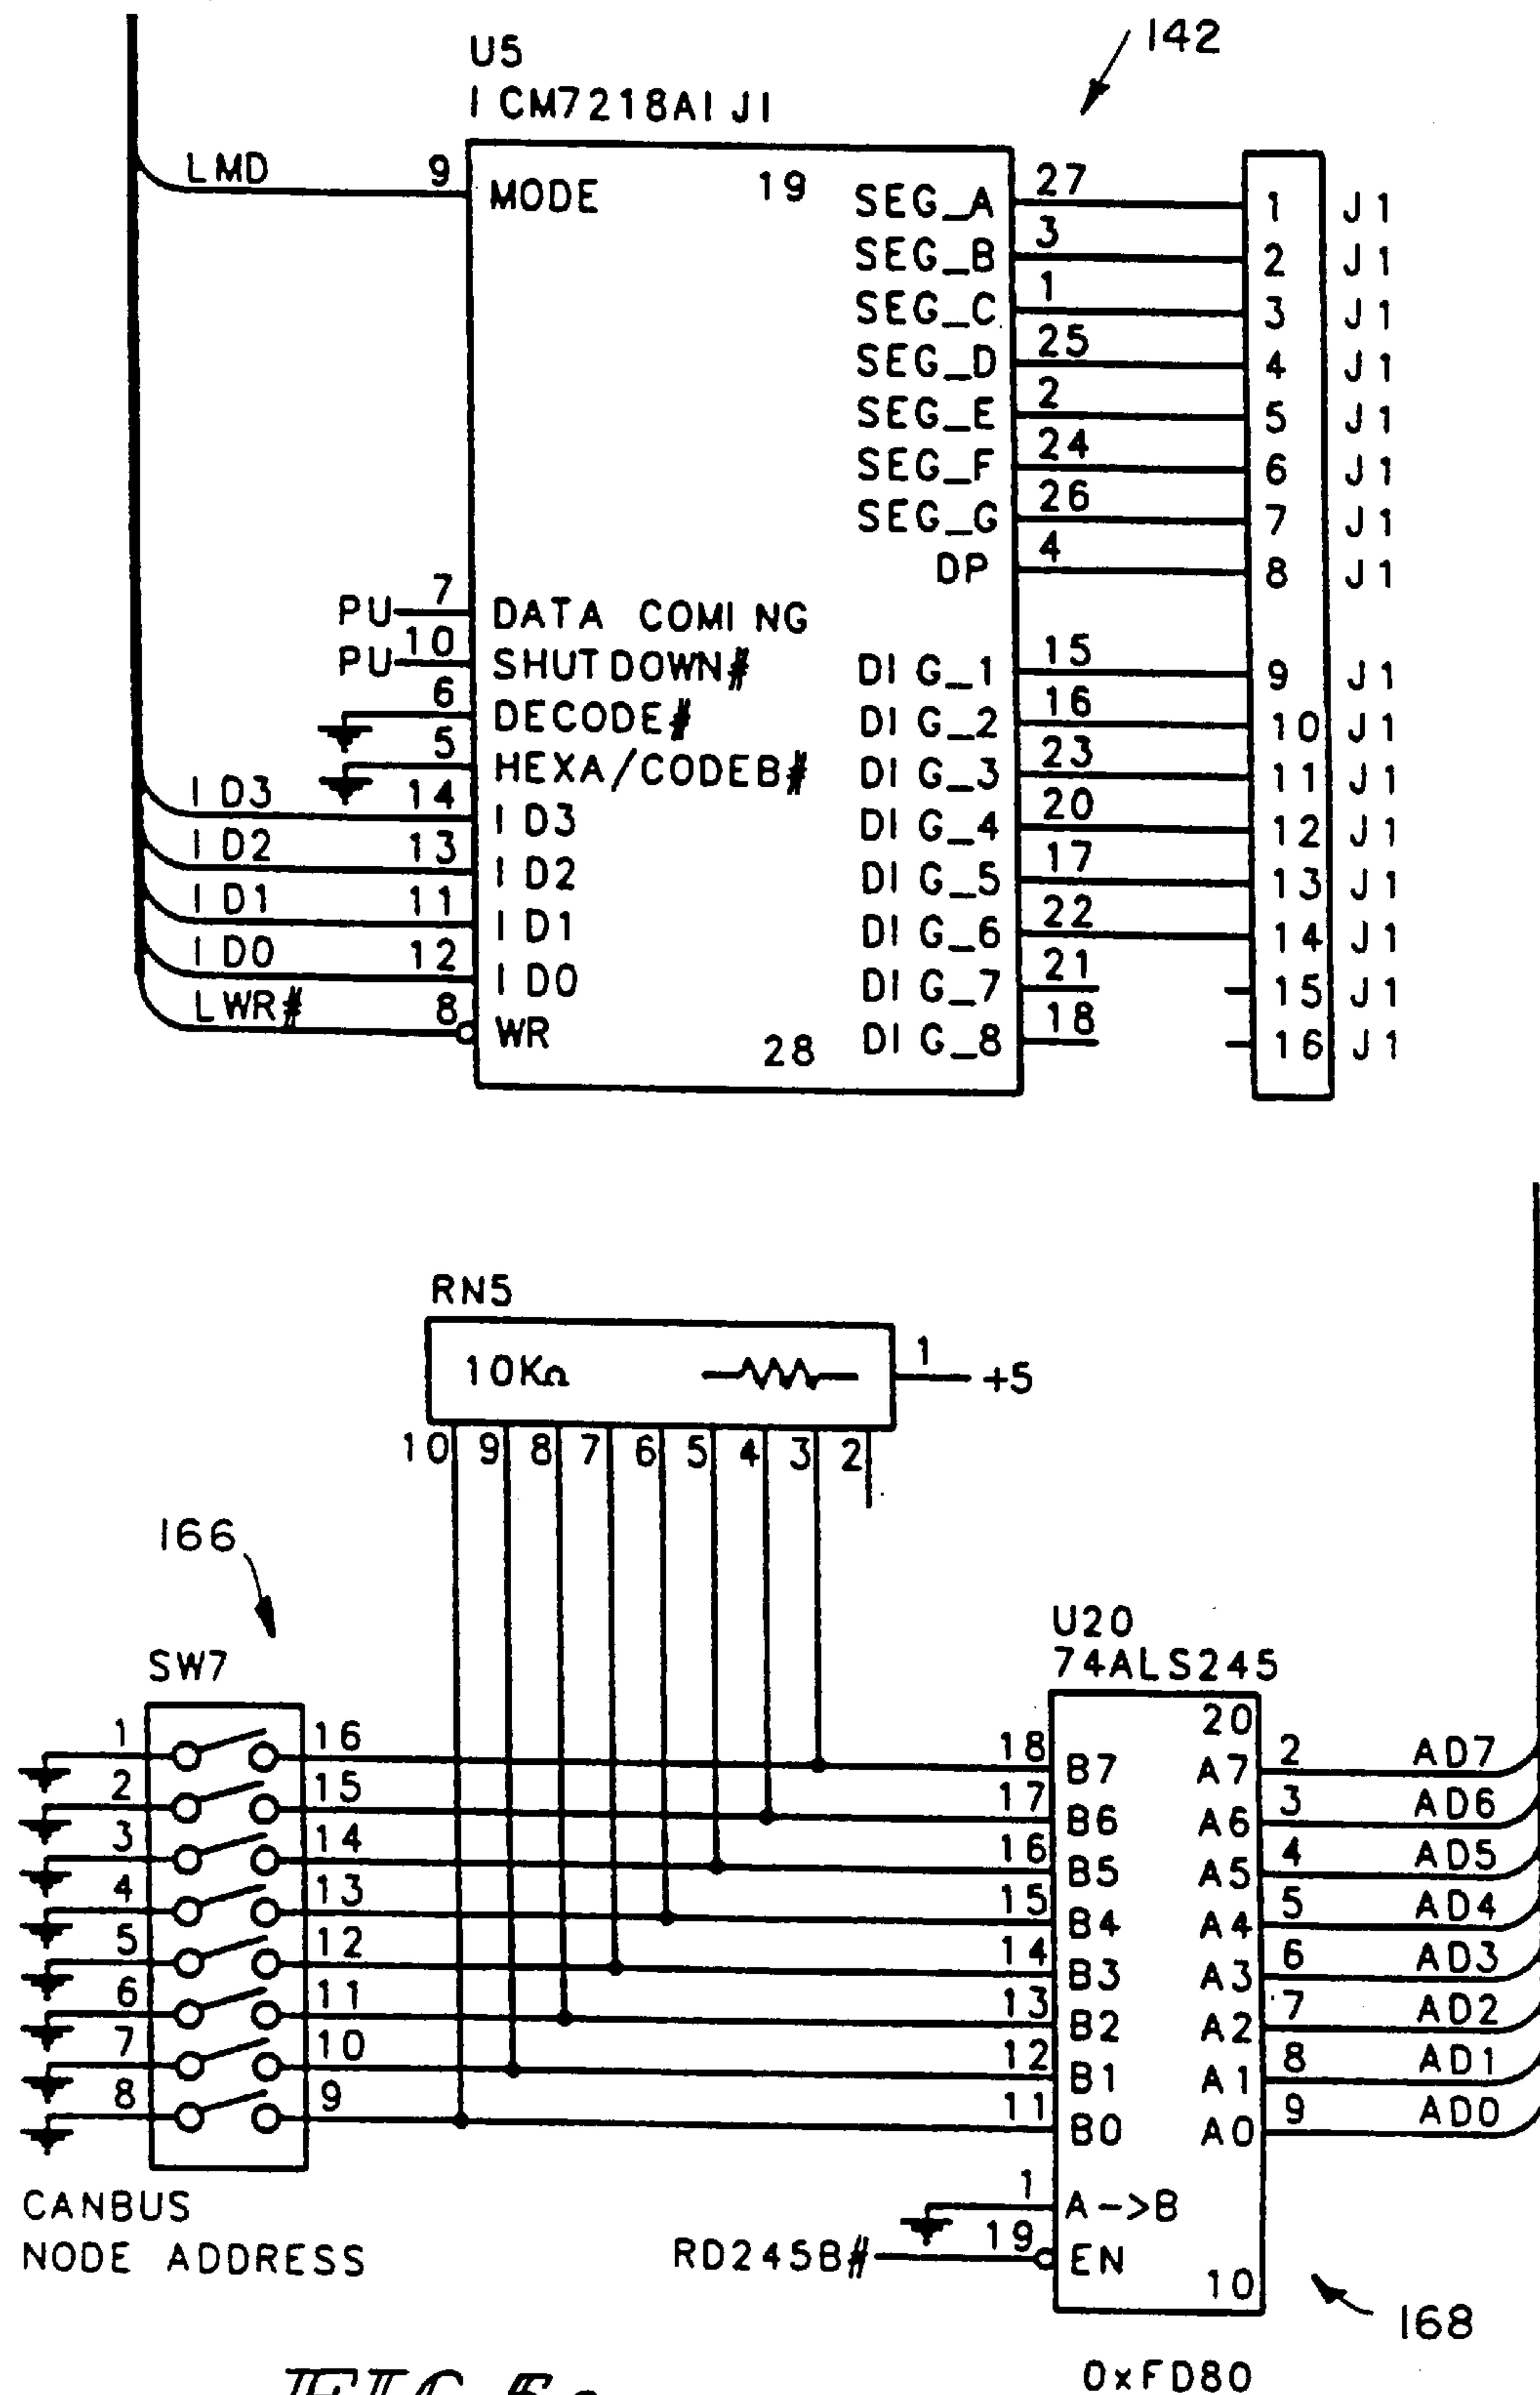 142
U5
ICM7218AIJI
LMD 9 MODE 19 SEG_A 27 1 J1
SEG_B 3 2 J1
SEG_C 1 3 J1
SEG_D 25 4 J1
SEG_E 2 5 J1
SEG_F 24 6 J1
SEG_G 26 7 J1
DP 4 8 J1
PU 7 DATA COMING
PU 10 SHUTDOWN# DIG_1 15 9 J1
6 DECODE# DIG_2 16 10 J1
5 HEXA/CODEB# DIG_3 23 11 J1
ID3 14 ID3 DIG_4 20 12 J1
ID2 13 ID2 DIG_5 17 13 J1
ID1 11 ID1 DIG_6 22 14 J1
ID0 12 ID0 DIG_7 21 15 J1
LWR# 8 WR 28 DIG_8 18 16 J1
RN5
10KΩ 1 +5
10 9 8 7 6 5 4 3 2
166
SW7
U20
74ALS245
20
1 16 18 B7 A7 2 AD7
2 15 17 B6 A6 3 AD6
3 14 16 B5 A5 4 AD5
4 13 15 B4 A4 5 AD4
5 12 14 B3 A3 6 AD3
6 11 13 B2 A2 7 AD2
7 10 12 B1 A1 8 AD1
8 9 11 B0 A0 9 AD0
CANBUS
NODE ADDRESS
1 A->B
RD245B# 19 EN
10
168
0xFD80